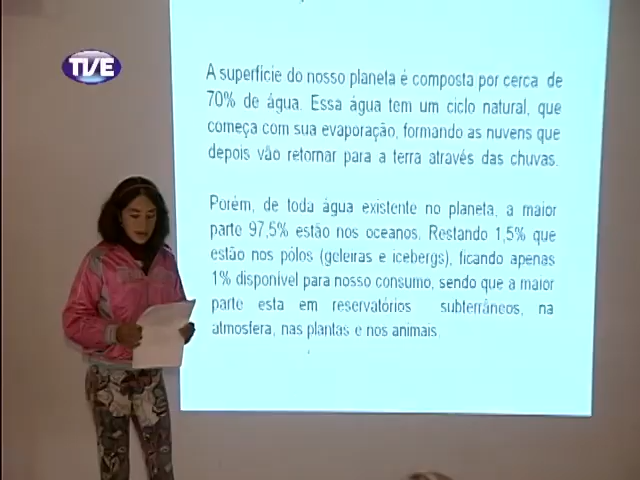 TVE
A superfície do nosso planeta é composta por cerca de
70% de água. Essa água tem um ciclo natural, que
começa com sua evaporação, formando as nuvens que
depois vão retornar para a terra através das chuvas.
Porém, de toda água existente no planeta, a maior
parte 97,5% estão nos oceanos. Restando 1,5% que
estão nos pólos (geleiras e icebergs), ficando apenas
1% disponível para nosso consumo, sendo que a maior
parte esta em reservatórios subterrâneos, na
atmosfera, nas plantas e nos animais.